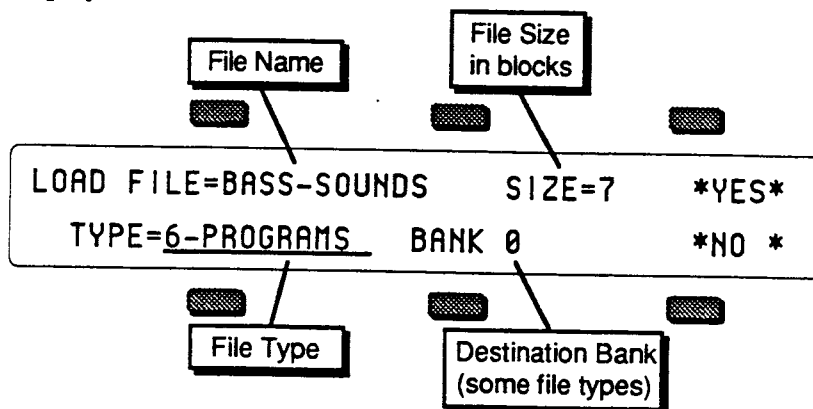 File Name
File Size
in blocks
LOAD FILE=BASS-SOUNDS SIZE=7 *YES*
TYPE=6-PROGRAMS BANK 0 *NO *
File Type
Destination Bank
(some file types)